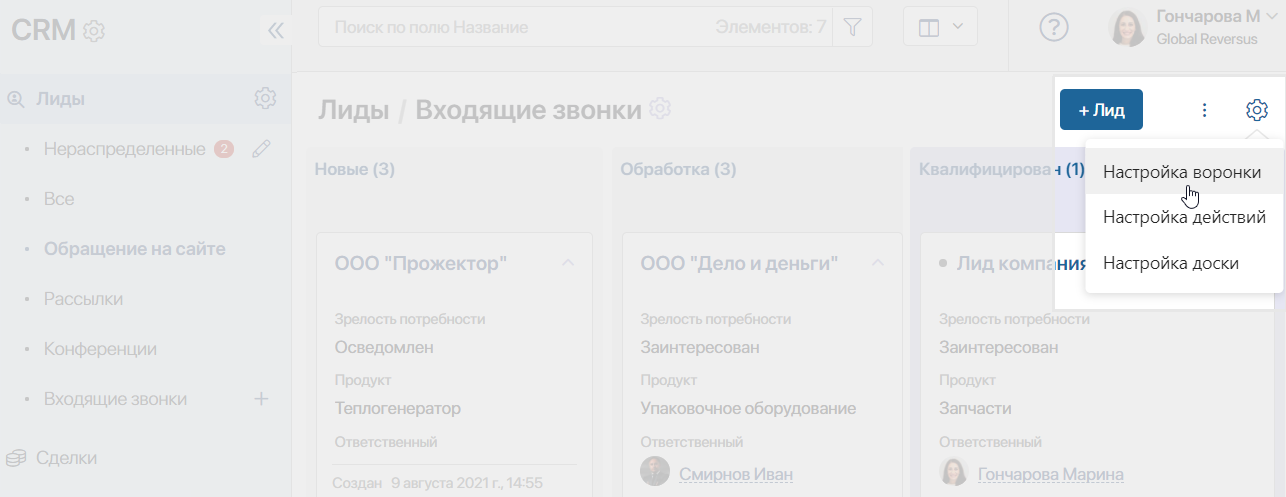 CRM
Поиск по полю Название
Элементов: 7
Гончарова М
Global Reversus
Лиды
Нераспределенные 2
Все
Обращение на сайте
Рассылки
Конференции
Входящие звонки
Сделки
Лиды / Входящие звонки
+ Лид
Настройка воронки
Настройка действий
Настройка доски
Новые (3)
ООО "Прожектор"
Зрелость потребности
Осведомлен
Продукт
Теплогенератор
Ответственный
Создан 9 августа 2021 г., 14:55
Обработка (3)
ООО "Дело и деньги"
Зрелость потребности
Заинтересован
Продукт
Упаковочное оборудование
Ответственный
Смирнов Иван
Квалифицирован (1)
Лид компания
Зрелость потребности
Заинтересован
Продукт
Запчасти
Ответственный
Гончарова Марина